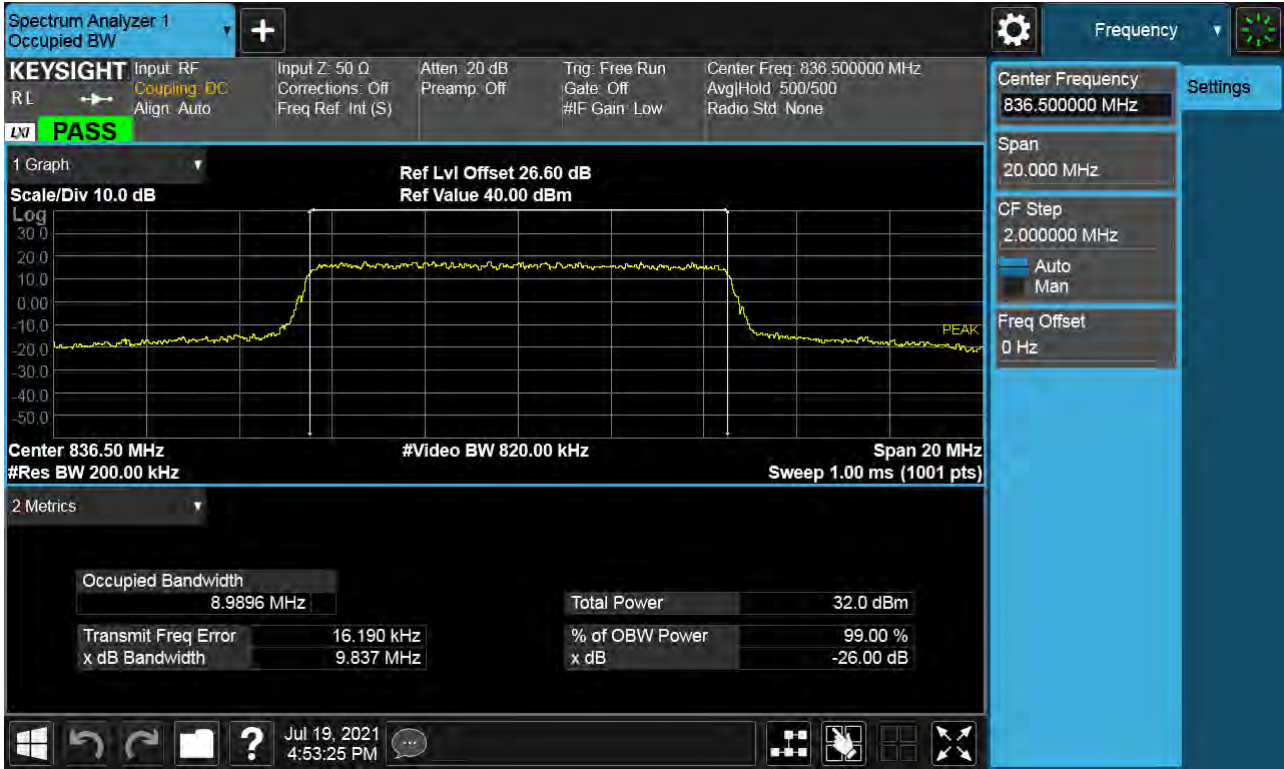 Spectrum Analyzer 1
Occupied BW
+
Frequency
KEYSIGHT
RL
LXI
PASS
Input: RF
Coupling: DC
Align: Auto
Input Z: 50 Ω
Corrections: Off
Freq Ref: Int (S)
Atten: 20 dB
Preamp: Off
Trig: Free Run
Gate: Off
#IF Gain: Low
Center Freq: 836.500000 MHz
Avg|Hold: 500/500
Radio Std: None
Center Frequency
836.500000 MHz
Settings
Span
20.000 MHz
CF Step
2.000000 MHz
Auto
Man
Freq Offset
0 Hz
1 Graph
Ref Lvl Offset 26.60 dB
Scale/Div 10.0 dB
Ref Value 40.00 dBm
Log
30.0
20.0
10.0
0.00
-10.0
-20.0
-30.0
-40.0
-50.0
PEAK
Center 836.50 MHz
#Video BW 820.00 kHz
Span 20 MHz
#Res BW 200.00 kHz
Sweep 1.00 ms (1001 pts)
2 Metrics
Occupied Bandwidth
8.9896 MHz
Total Power 32.0 dBm
Transmit Freq Error 16.190 kHz
% of OBW Power 99.00 %
x dB Bandwidth 9.837 MHz
x dB -26.00 dB
?
Jul 19, 2021
4:53:25 PM